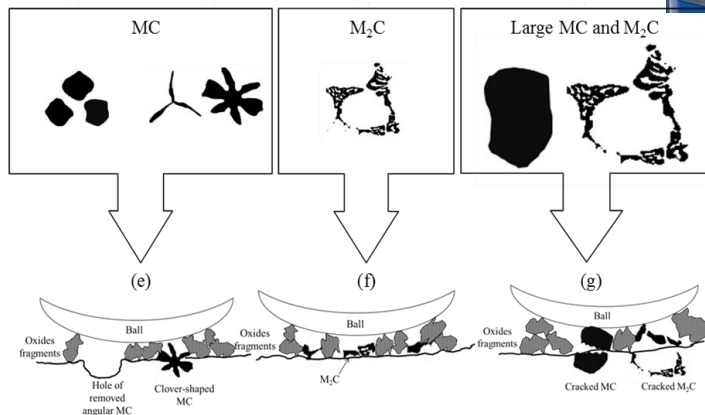 MC
M₂C
Large MC and M₂C
(e)
(f)
(g)
Ball
Ball
Ball
Oxides
fragments
Oxides
fragments
Oxides
fragments
Hole of
removed
angular MC
Clover-shaped
MC
M₂C
Cracked MC
Cracked M₂C